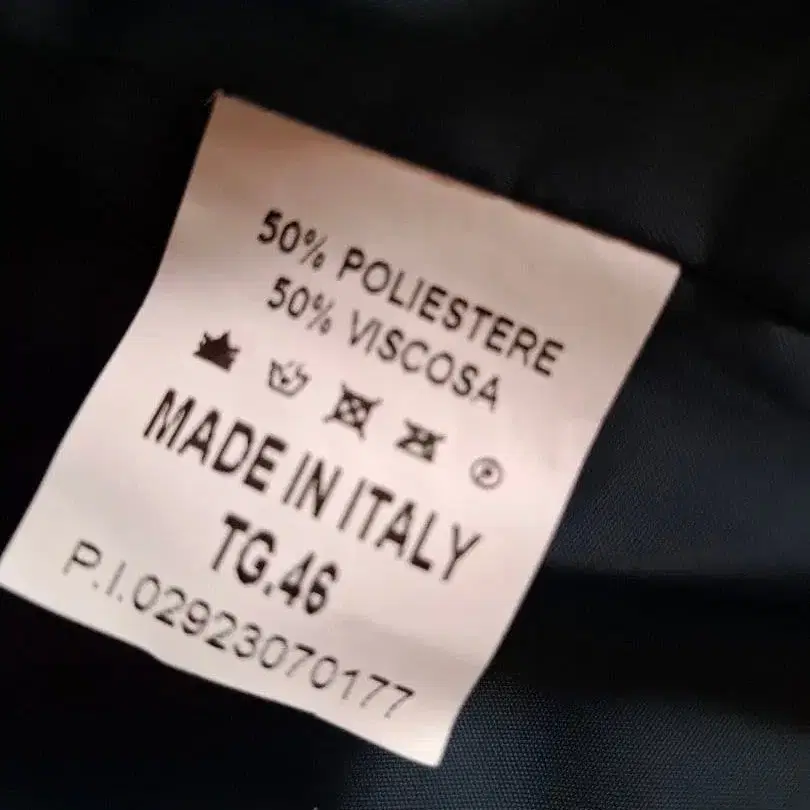 50% POLIESTERE
50% VISCOSA
P
MADE IN ITALY
TG.46
P.I.02923070177